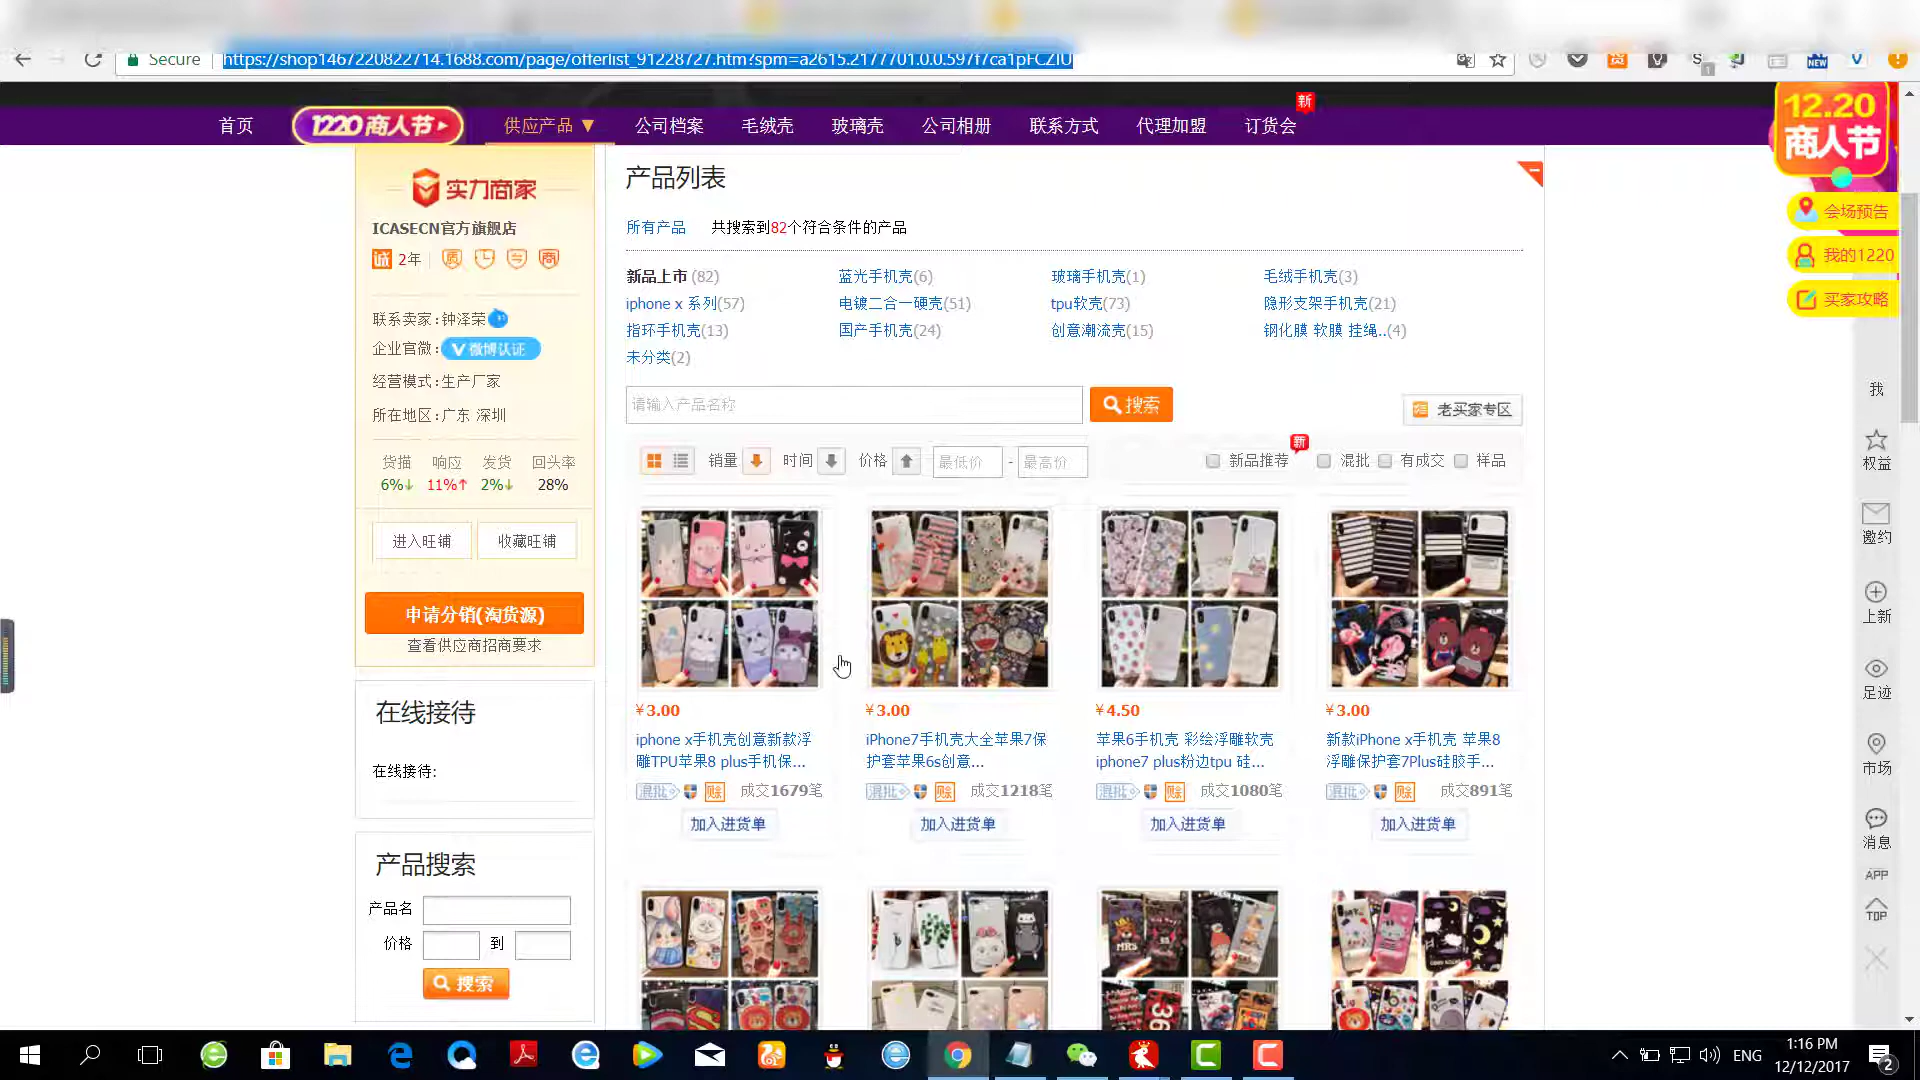 Secure
https://shop1467220822714.1688.com/page/offerlist_91228727.htm?spm=a2615.2177701.0.0.597f7ca1pFCZIU
NEW
首页
1220商人节
供应产品 ▼
公司档案
毛绒壳
玻璃壳
公司相册
联系方式
代理加盟
订货会
新
12.20
商人节
会场预告
我的1220
买家攻略
实力商家
ICASECN官方旗舰店
诚 2年 质 商
联系卖家:钟泽荣
企业官微: 微博认证
经营模式:生产厂家
所在地区:广东 深圳
货描 响应 发货 回头率
6%↓ 11%↑ 2%↓ 28%
进入旺铺 收藏旺铺
申请分销(淘货源)
查看供应商招商要求
在线接待
在线接待:
产品搜索
产品名
价格 到
搜索
产品列表
所有产品 共搜索到82个符合条件的产品
新品上市 (82) 蓝光手机壳(6) 玻璃手机壳(1) 毛绒手机壳(3)
iphone x 系列(57) 电镀二合一硬壳(51) tpu软壳(73) 隐形支架手机壳(21)
指环手机壳(13) 国产手机壳(24) 创意潮流壳(15) 钢化膜 软膜 挂绳..(4)
未分类(2)
请输入产品名称 搜索 老买家专区
销量 时间 价格 最低价 - 最高价 新品推荐 新 混批 有成交 样品
¥3.00 ¥3.00 ¥4.50 ¥3.00
iphone x手机壳创意新款浮 iPhone7手机壳大全苹果7保 苹果6手机壳 彩绘浮雕软壳 新款iPhone x手机壳 苹果8
雕TPU苹果8 plus手机保... 护套苹果6s创意... iphone7 plus粉边tpu 硅... 浮雕保护套7Plus硅胶手...
混批 赊 成交1679笔 混批 赊 成交1218笔 混批 赊 成交1080笔 混批 赊 成交891笔
加入进货单 加入进货单 加入进货单 加入进货单
我
权益
邀约
上新
足迹
市场
消息
APP
TOP
ENG
1:16 PM
12/12/2017
2